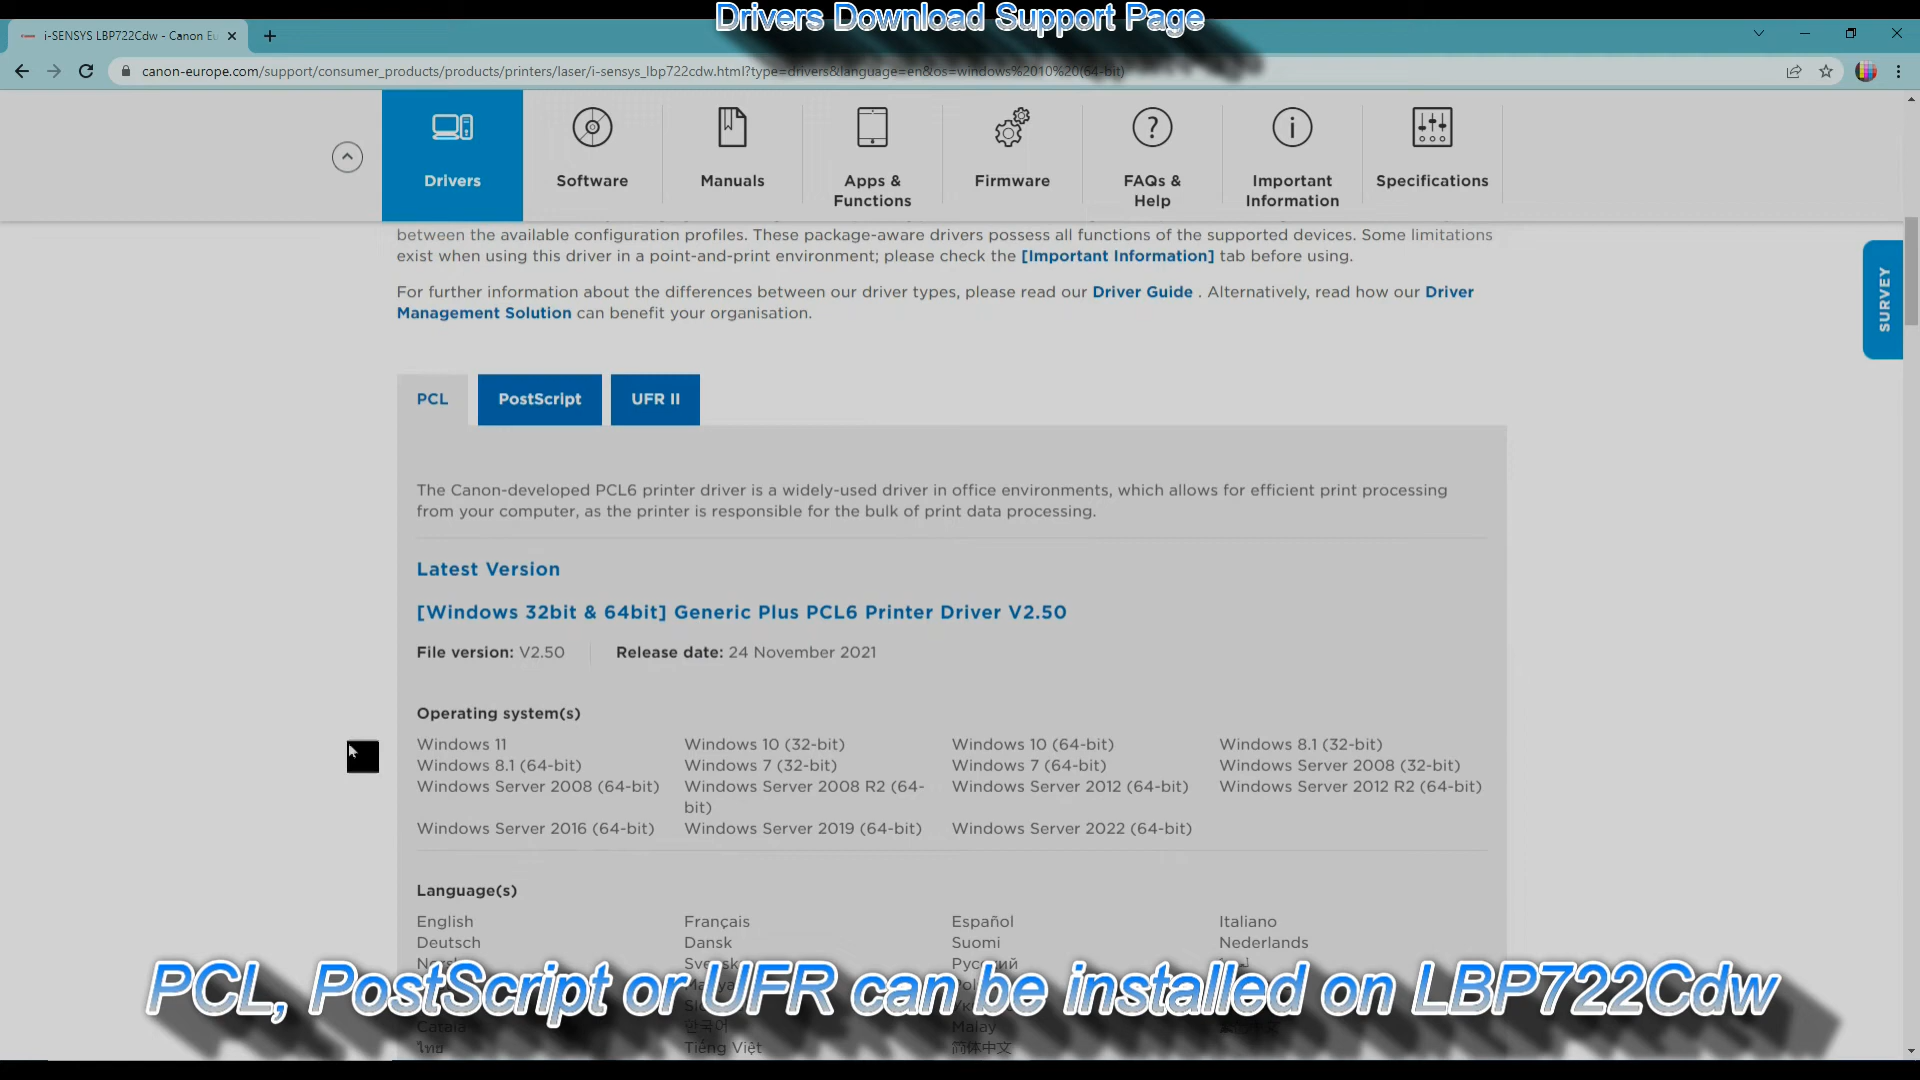 Drivers Download Support Page
i-SENSYS LBP722Cdw - Canon Eu
canon-europe.com/support/consumer_products/products/printers/laser/i-sensys_lbp722cdw.html?type=drivers&language=en&os=windows%2010%20(64-bit)
Drivers
Software
Manuals
Apps & Functions
Firmware
FAQs & Help
Important Information
Specifications
between the available configuration profiles. These package-aware drivers possess all functions of the supported devices. Some limitations
exist when using this driver in a point-and-print environment; please check the [Important Information] tab before using.
For further information about the differences between our driver types, please read our Driver Guide . Alternatively, read how our Driver
Management Solution can benefit your organisation.
SURVEY
PCL PostScript UFR II
The Canon-developed PCL6 printer driver is a widely-used driver in office environments, which allows for efficient print processing
from your computer, as the printer is responsible for the bulk of print data processing.
Latest Version
[Windows 32bit & 64bit] Generic Plus PCL6 Printer Driver V2.50
File version: V2.50 Release date: 24 November 2021
Operating system(s)
Windows 11 Windows 10 (32-bit) Windows 10 (64-bit) Windows 8.1 (32-bit)
Windows 8.1 (64-bit) Windows 7 (32-bit) Windows 7 (64-bit) Windows Server 2008 (32-bit)
Windows Server 2008 (64-bit) Windows Server 2008 R2 (64- Windows Server 2012 (64-bit) Windows Server 2012 R2 (64-bit)
bit)
Windows Server 2016 (64-bit) Windows Server 2019 (64-bit) Windows Server 2022 (64-bit)
Language(s)
English Français Español Italiano
Deutsch Dansk Suomi Nederlands
Русский
PCL, PostScript or UFR can be installed on LBP722Cdw
Català 한국어 Malay
ไทย Tiếng Việt 简体中文